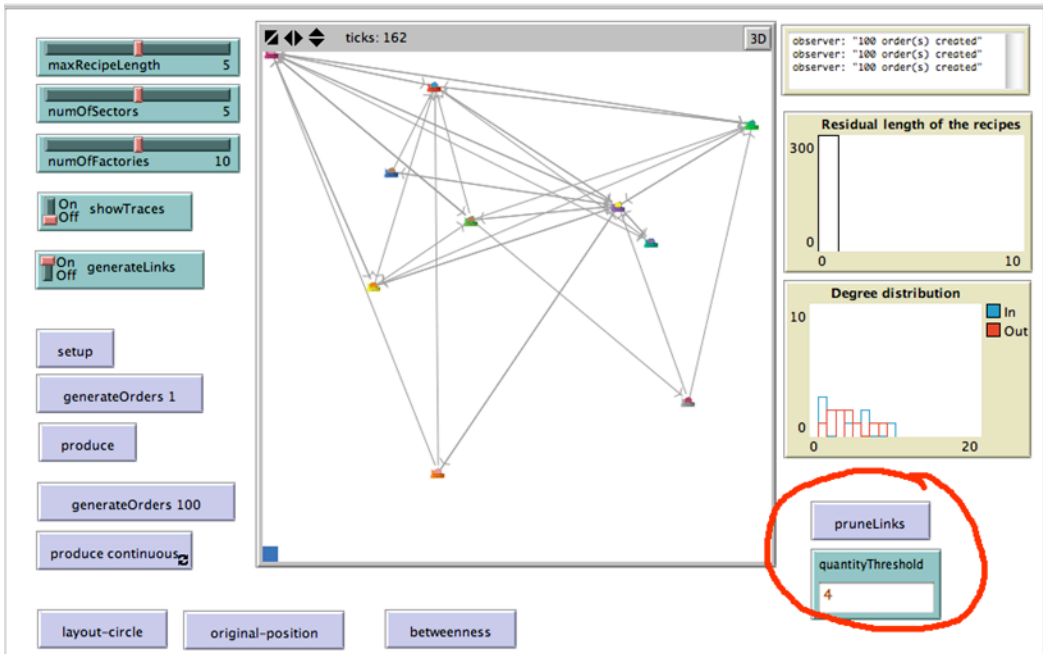 maxRecipeLength 5
numOfSectors 5
numOfFactories 10
On
Off
showTraces
On
Off
generateLinks
setup
generateOrders 1
produce
generateOrders 100
produce continuous
layout-circle
original-position
betweenness
ticks: 162
3D
observer: "100 order(s) created"
observer: "100 order(s) created"
observer: "100 order(s) created"
Residual length of the recipes
300
0
0 10
Degree distribution
10
0
0 20
In
Out
pruneLinks
quantityThreshold
4